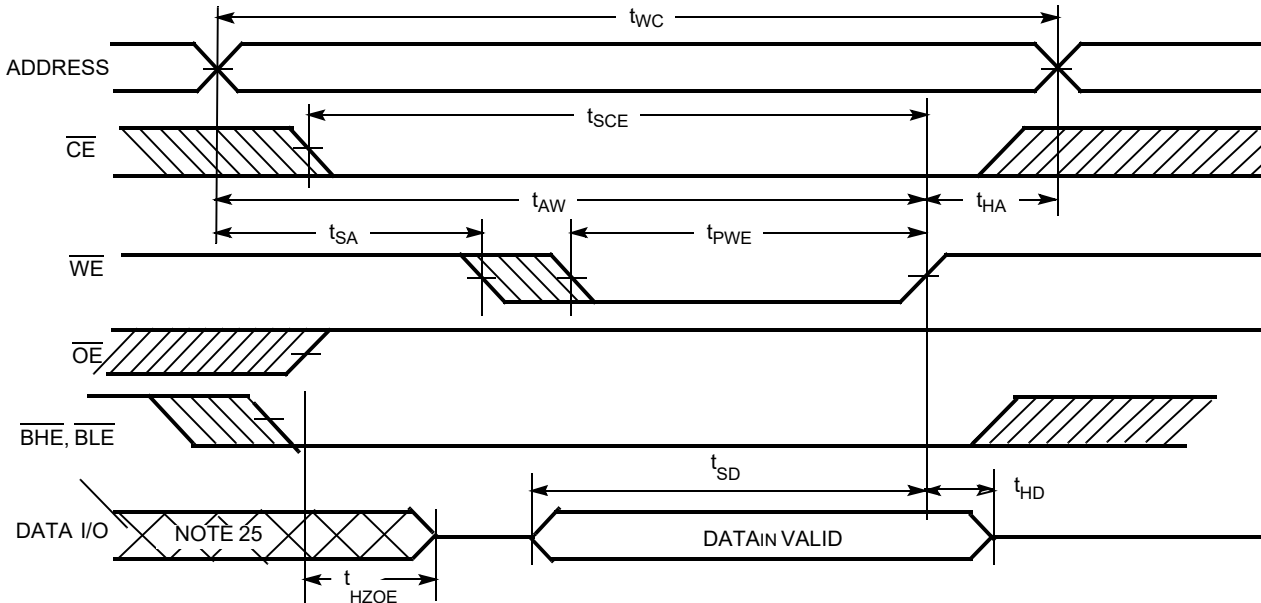 tWC
ADDRESS
tSCE
CE
tAW
tHA
tSA
tPWE
WE
OE
BHE, BLE
tSD
tHD
DATA I/O
NOTE 25
DATAIN VALID
tHZOE